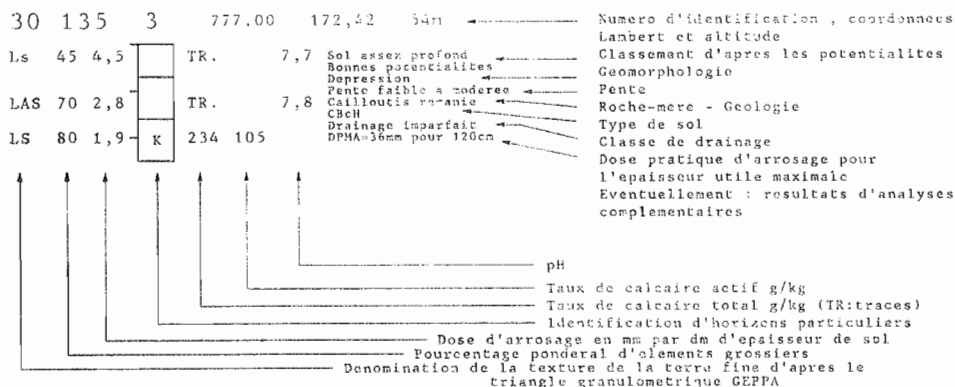 30 135 3 777,00 172,42 54m Numero d'identification , coordonnees
Lambert et altitude
Ls 45 4,5 TR. 7,7 Sol assez profond Classement d'apres les potentialites
Bonnes potentialites
Depression Geomorphologie
Pente faible a moderee Pente
LAS 70 2,8 TR. 7,8 Cailloutis remanie Roche-mere - Geologie
CBcH Type de sol
Drainage imparfait Classe de drainage
LS 80 1,9 K 234 105 DPMA=36mm pour 120cm Dose pratique d'arrosage pour
l'epaisseur utile maximale
Eventuellement : resultats d'analyses
complementaires
pH
Taux de calcaire actif g/kg
Taux de calcaire total g/kg (TR:traces)
Identification d'horizons particuliers
Dose d'arrosage en mm par dm d'epaisseur de sol
Pourcentage ponderal d'elements grossiers
Denomination de la texture de la terre fine d'apres le
triangle granulometrique GEPPA